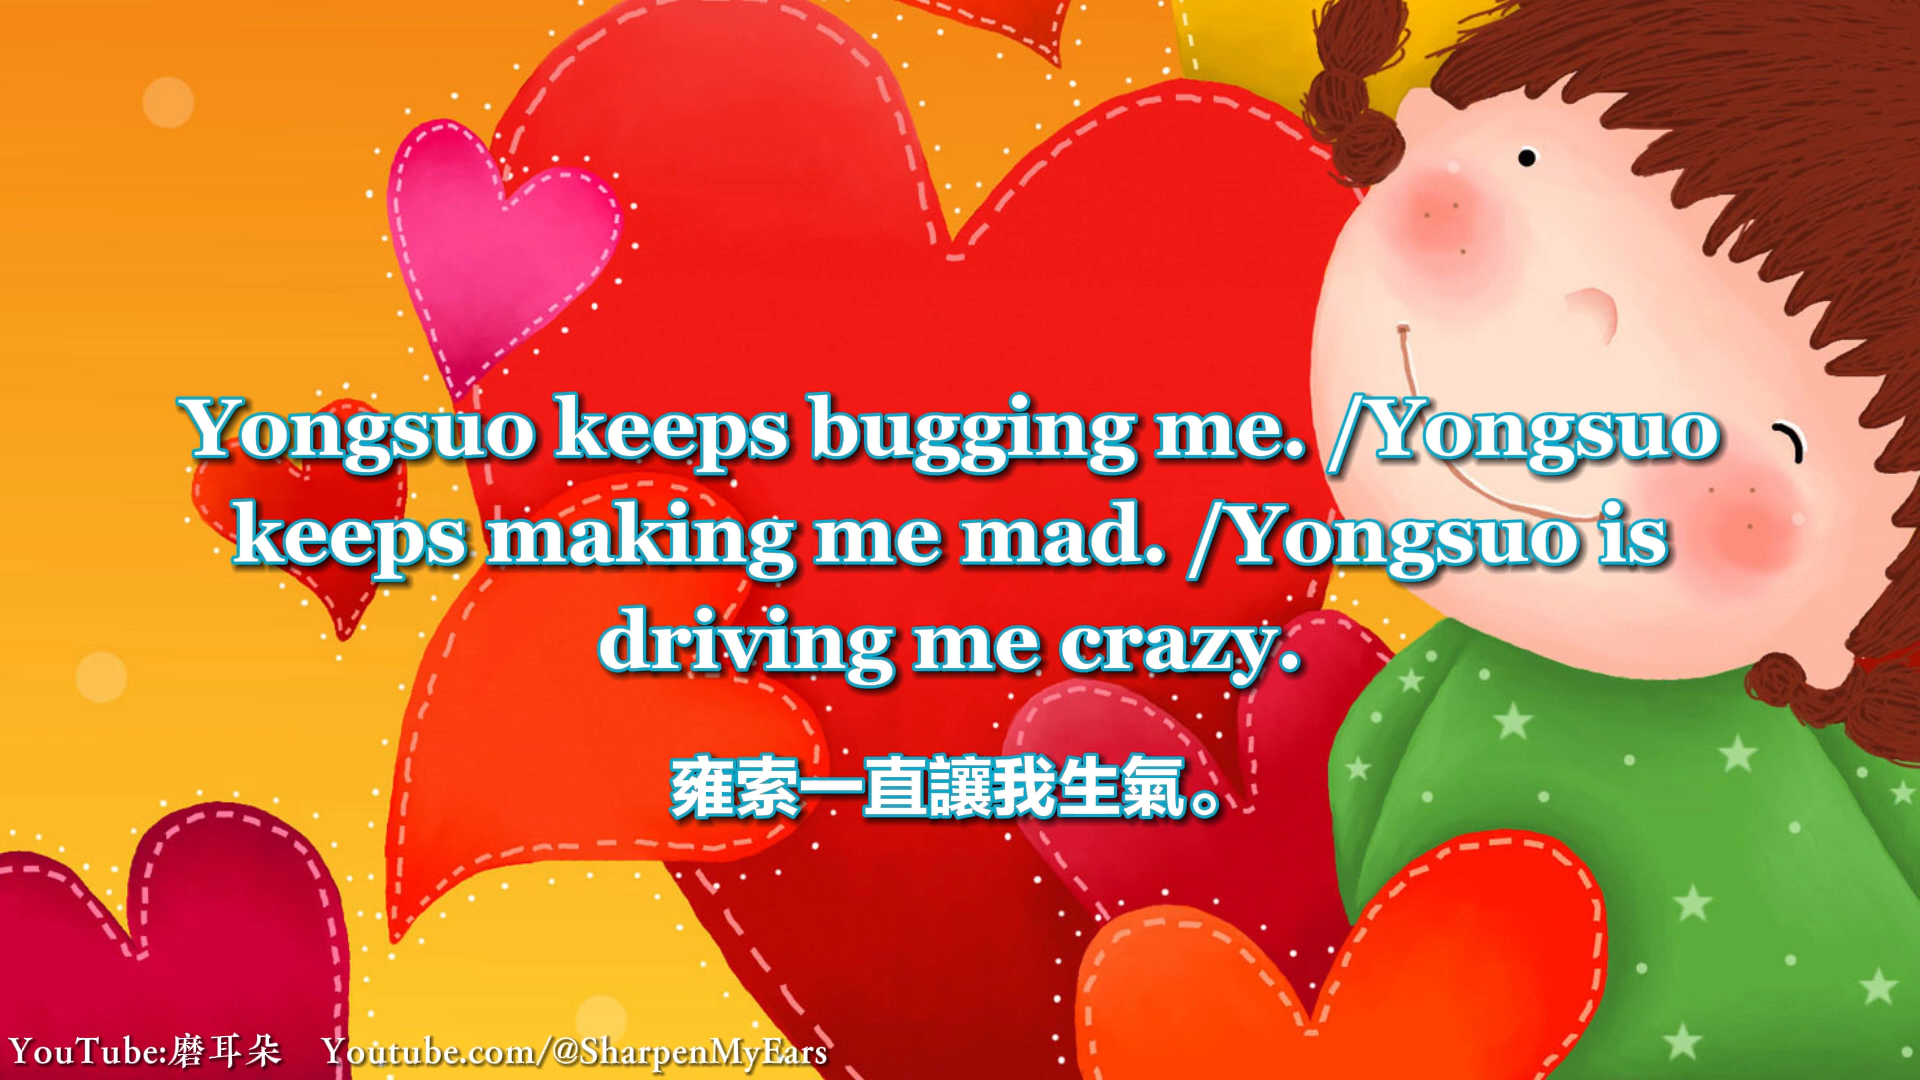 Yongsuo keeps bugging me. /Yongsuo
keeps making me mad. /Yongsuo is
driving me crazy.
雍索一直讓我生氣。
YouTube:磨耳朵 Youtube.com/@SharpenMyEars